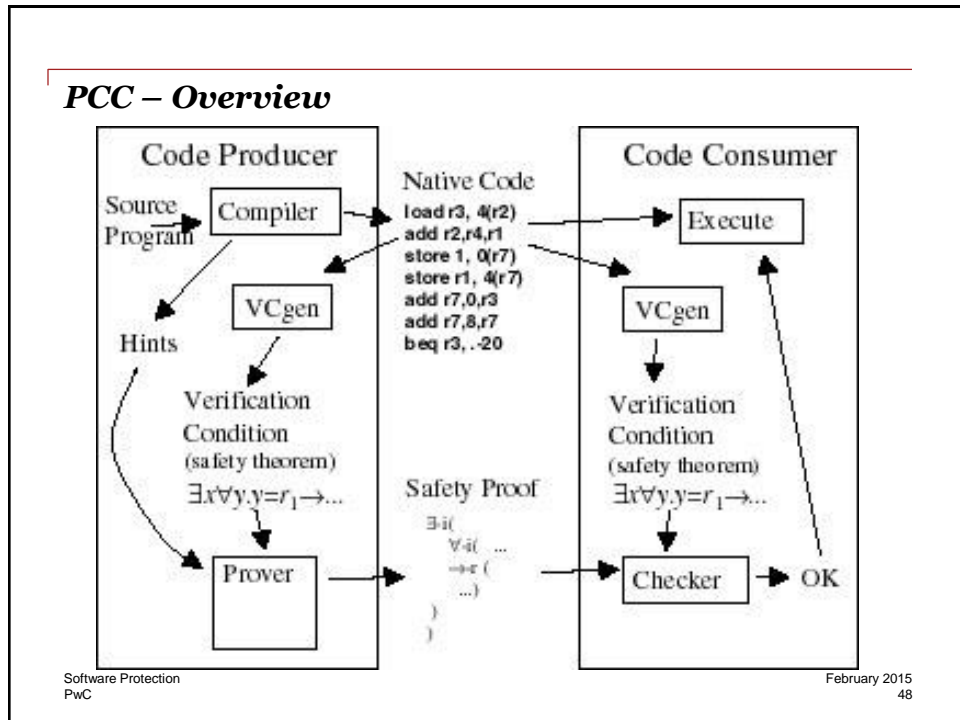 PCC – Overview
Code Producer
Source
Program
Compiler
VCgen
Hints
Verification
Condition
(safety theorem)
∃x∀y.y=r₁→...
Prover
Native Code
load r3, 4(r2)
add r2,r4,r1
store 1, 0(r7)
store r1, 4(r7)
add r7,0,r3
add r7,8,r7
beq r3, .-20
Safety Proof
∃-i(
∀-i( ...
→-r (
...)
)
)
Code Consumer
Execute
VCgen
Verification
Condition
(safety theorem)
∃x∀y.y=r₁→...
Checker
OK
Software Protection
PwC
February 2015
48